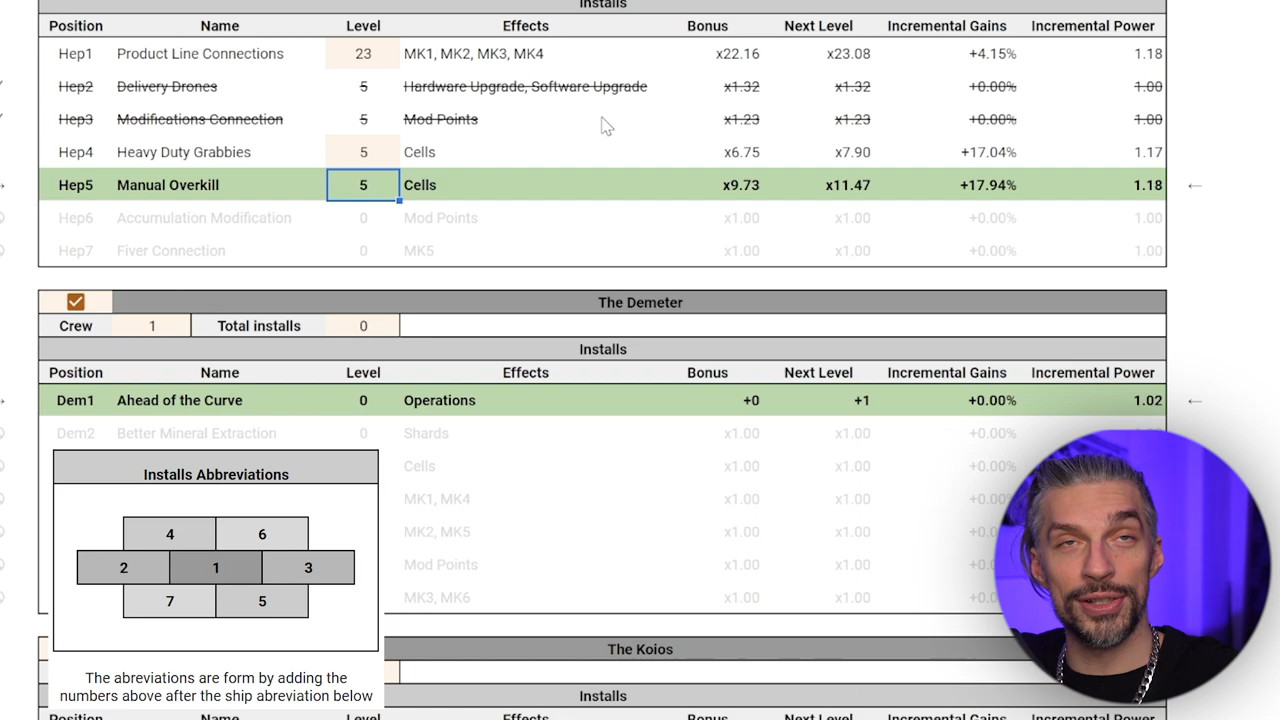 Installs
Position Name Level Effects Bonus Next Level Incremental Gains Incremental Power
Hep1 Product Line Connections 23 MK1, MK2, MK3, MK4 x22.16 x23.08 +4.15% 1.18
Hep2 Delivery Drones 5 Hardware Upgrade, Software Upgrade x1.32 x1.32 +0.00% 1.00
Hep3 Modifications Connection 5 Mod Points x1.23 x1.23 +0.00% 1.00
Hep4 Heavy Duty Grabbies 5 Cells x6.75 x7.90 +17.04% 1.17
Hep5 Manual Overkill 5 Cells x9.73 x11.47 +17.94% 1.18 ←
Hep6 Accumulation Modification 0 Mod Points x1.00 x1.00 +0.00% 1.00
Hep7 Fiver Connection 0 MK5 x1.00 x1.00 +0.00% 1.00
The Demeter
Crew 1 Total installs 0
Installs
Position Name Level Effects Bonus Next Level Incremental Gains Incremental Power
Dem1 Ahead of the Curve 0 Operations +0 +1 +0.00% 1.02 ←
Dem2 Better Mineral Extraction 0 Shards x1.00 x1.00 +0.00%
Cells x1.00 x1.00
MK1, MK4 x1.00 x1.00
MK2, MK5 x1.00 x1.00
Mod Points x1.00 x1.00
MK3, MK6 x1.00 x1.00
Installs Abbreviations
4 6
2 1 3
7 5
The abreviations are form by adding the
numbers above after the ship abreviation below
The Koios
Installs
Position Name Level Effects Bonus Next Level Incremental Gains Incremental Power